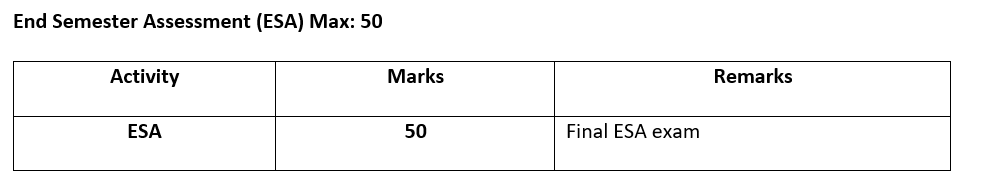 End Semester Assessment (ESA) Max: 50
Activity Marks Remarks
ESA 50 Final ESA exam